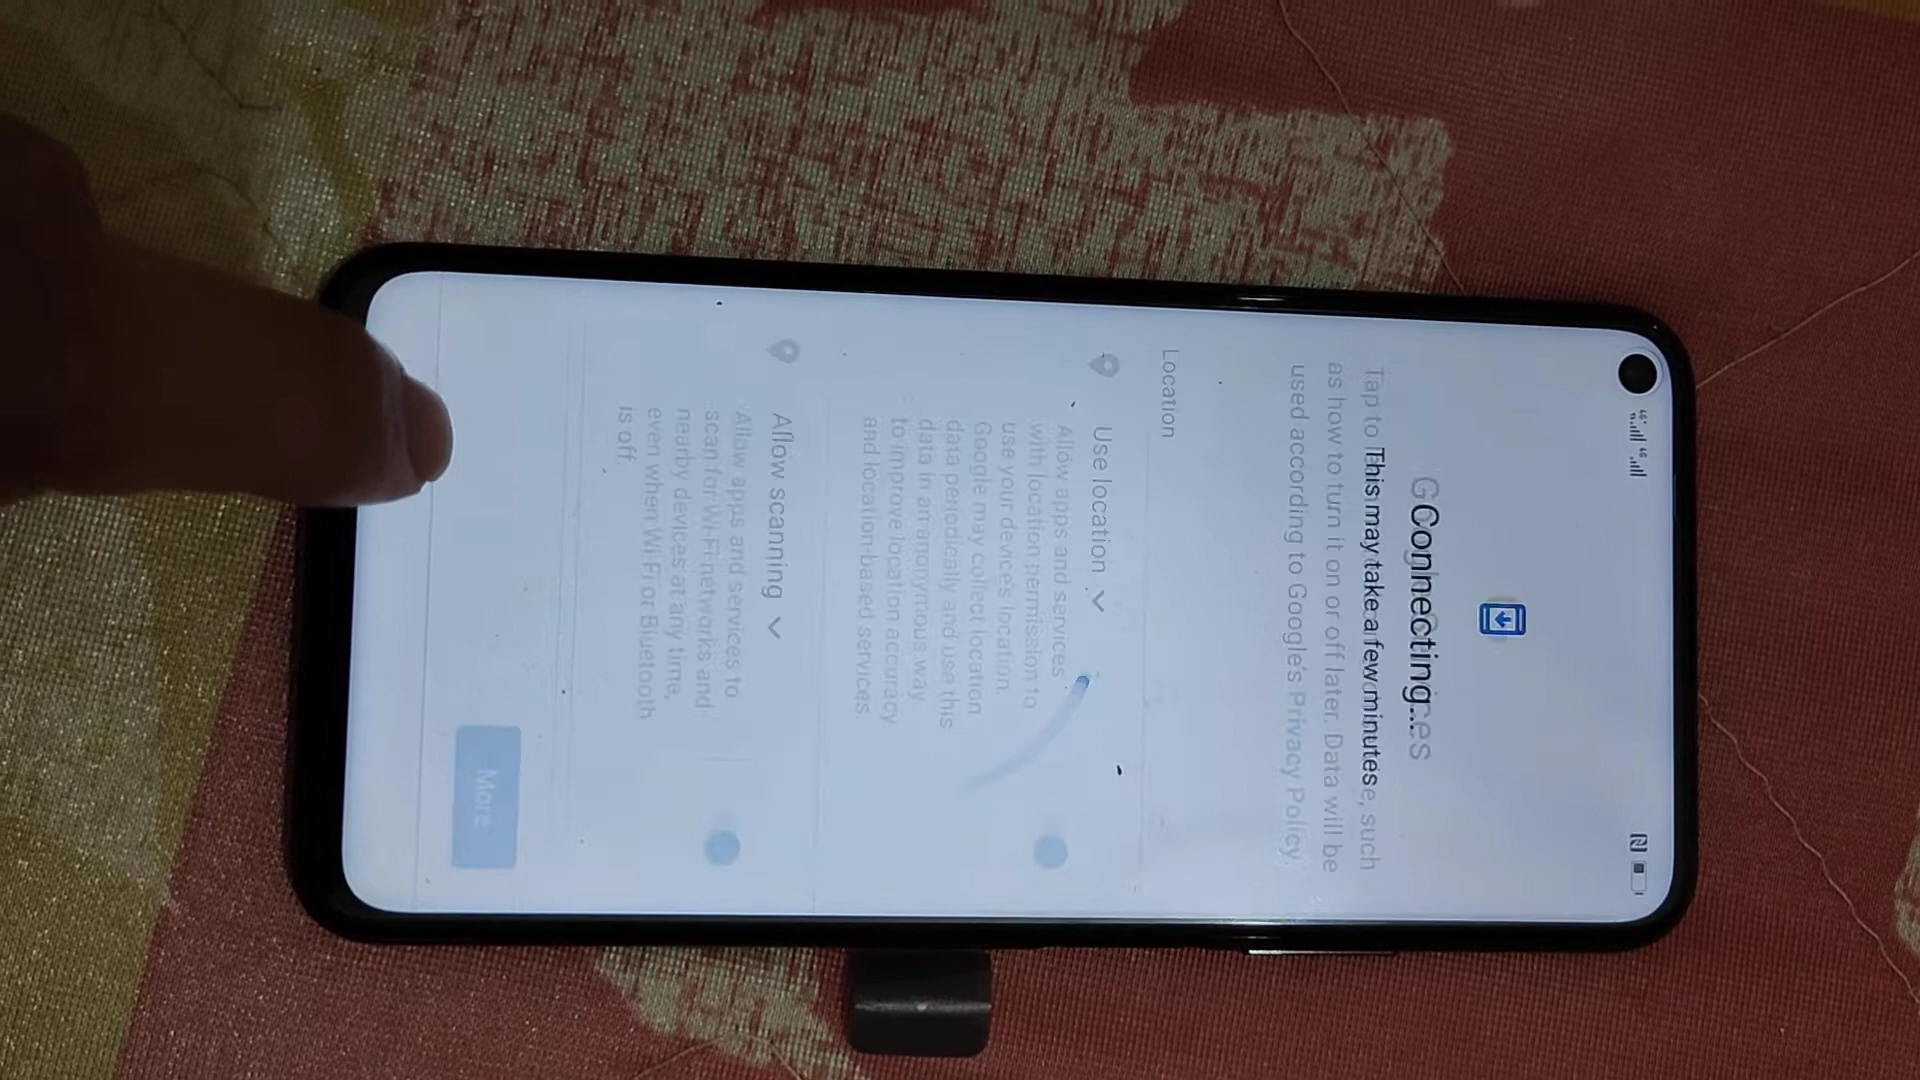 4G+ 4G
Connecting...
This may take a few minutes
Tap to
, such
as how to turn it on or off later. Data will be
used according to Google's Privacy Policy.
Location
Use location
Allow apps and services
with location permission to
use your device's location.
Google may collect location
data periodically and use this
data in an anonymous way
to improve location accuracy
and location-based services.
Allow scanning
Allow apps and services to
scan for Wi-Fi networks and
nearby devices at any time,
even when Wi-Fi or Bluetooth
is off.
More